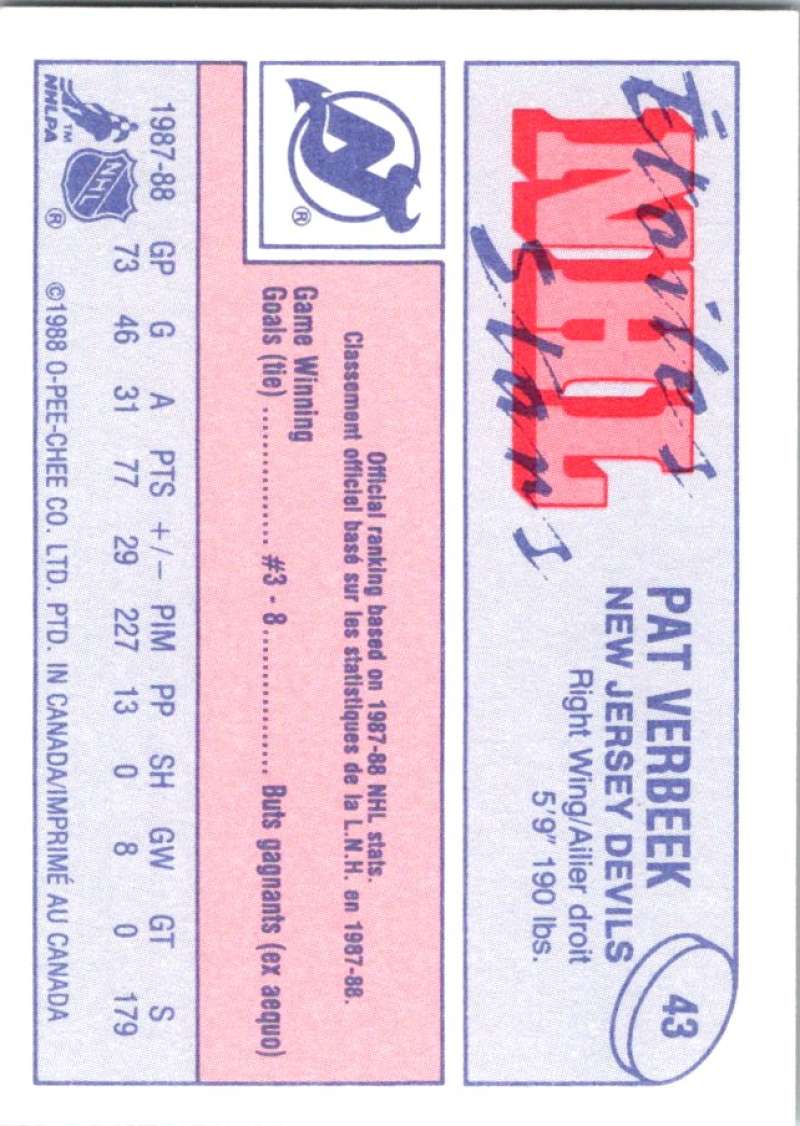 Étoiles
NHL
Stars
PAT VERBEEK
NEW JERSEY DEVILS
Right Wing/Ailier droit
5'9" 190 lbs.
43
®
Official ranking based on 1987-88 NHL stats.
Classement officiel basé sur les statistiques de la L.N.H. en 1987-88.
Game Winning
Goals (tie) ................ #3 - 8................ Buts gagnants (ex aequo)
1987-88 GP G A PTS +/- PIM PP SH GW GT S
73 46 31 77 29 227 13 0 8 0 179
TM
NHLPA
NHL
®
©1988 O-PEE-CHEE CO. LTD. PTD. IN CANADA/IMPRIMÉ AU CANADA